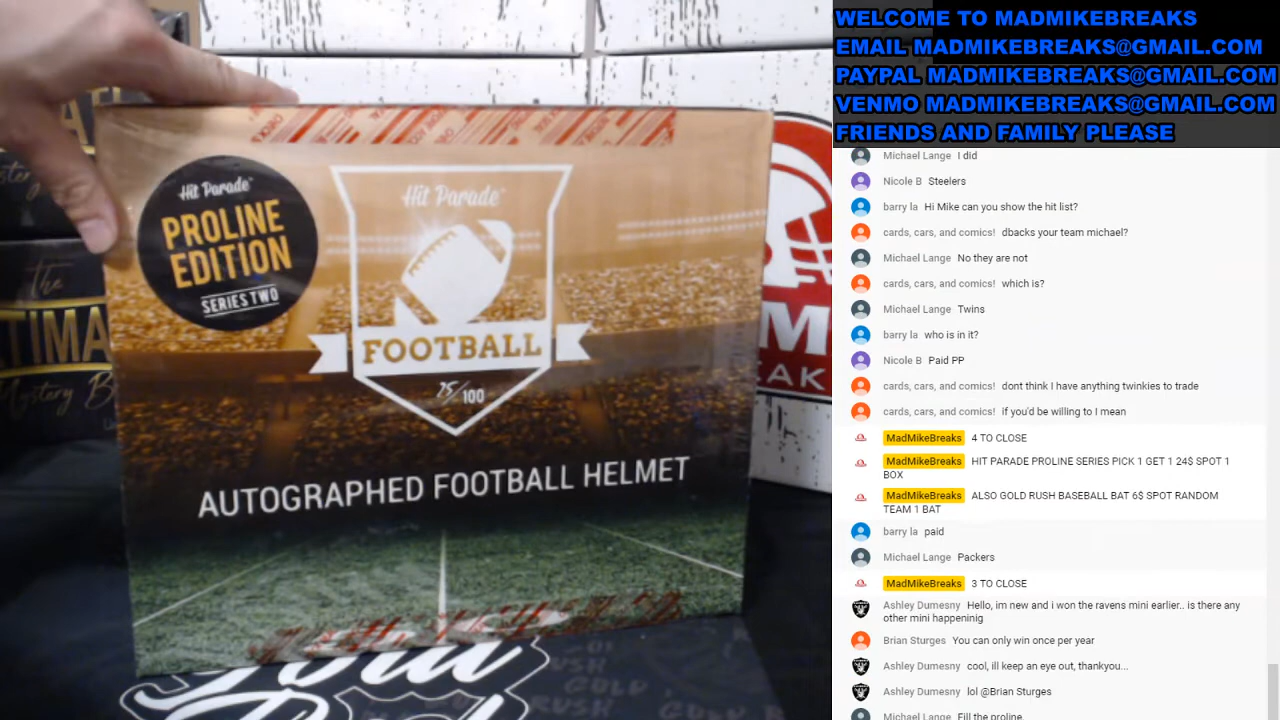 WELCOME TO MADMIKEBREAKS
EMAIL MADMIKEBREAKS@GMAIL.COM
PAYPAL MADMIKEBREAKS@GMAIL.COM
VENMO MADMIKEBREAKS@GMAIL.COM
FRIENDS AND FAMILY PLEASE
Hit Parade
PROLINE
EDITION
SERIES TWO
Hit Parade
FOOTBALL
25/100
AUTOGRAPHED FOOTBALL HELMET
the
Mystery
Michael Lange I did
Nicole B Steelers
barry la Hi Mike can you show the hit list?
cards, cars, and comics! dbacks your team michael?
Michael Lange No they are not
cards, cars, and comics! which is?
Michael Lange Twins
barry la who is in it?
Nicole B Paid PP
cards, cars, and comics! dont think I have anything twinkies to trade
cards, cars, and comics! if you'd be willing to I mean
MadMikeBreaks 4 TO CLOSE
MadMikeBreaks HIT PARADE PROLINE SERIES PICK 1 GET 1 24$ SPOT 1
BOX
MadMikeBreaks ALSO GOLD RUSH BASEBALL BAT 6$ SPOT RANDOM
TEAM 1 BAT
barry la paid
Michael Lange Packers
MadMikeBreaks 3 TO CLOSE
Ashley Dumesny Hello, im new and i won the ravens mini earlier.. is there any
other mini happeninig
Brian Sturges You can only win once per year
Ashley Dumesny cool, ill keep an eye out, thankyou...
Ashley Dumesny lol @Brian Sturges
Michael Lange Fill the proline.